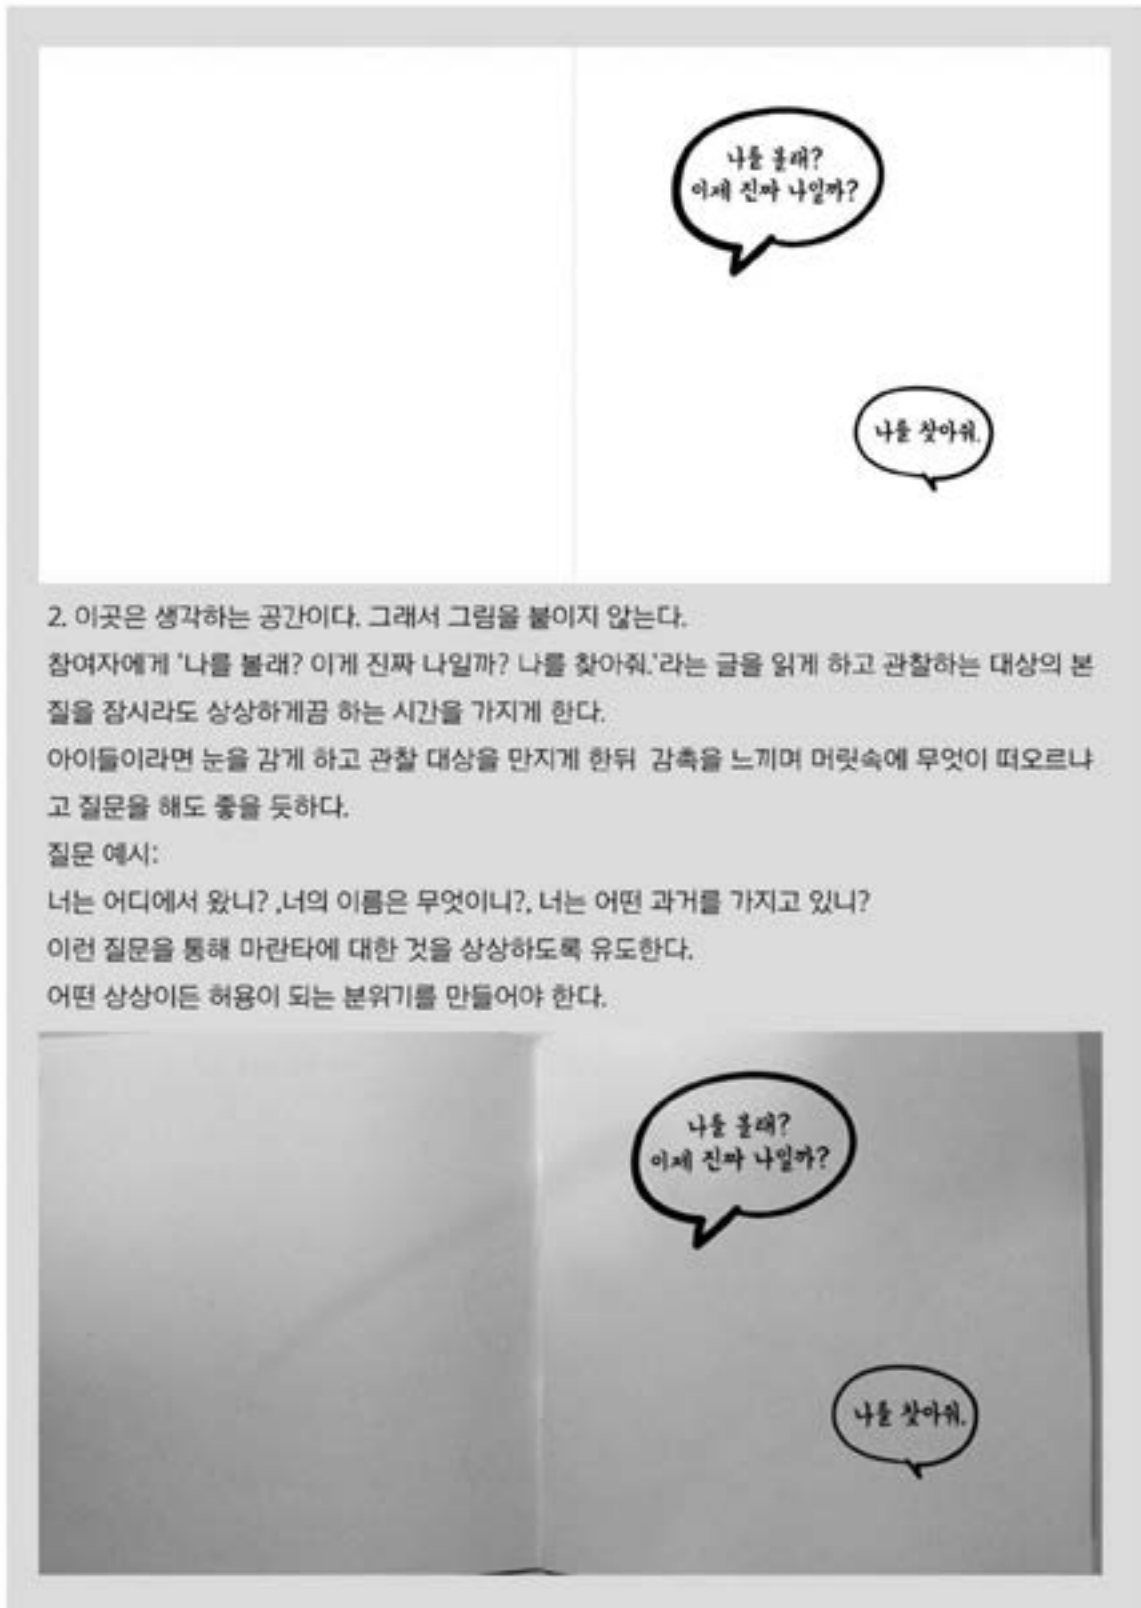 나를 볼래?
이제 진짜 나일까?
나를 찾아줘.
2. 이곳은 생각하는 공간이다. 그래서 그림을 붙이지 않는다.
참여자에게 '나를 볼래? 이게 진짜 나일까? 나를 찾아줘.'라는 글을 읽게 하고 관찰하는 대상의 본
질을 잠시라도 상상하게끔 하는 시간을 가지게 한다.
아이들이라면 눈을 감게 하고 관찰 대상을 만지게 한뒤 감촉을 느끼며 머릿속에 무엇이 떠오르냐
고 질문을 해도 좋을 듯하다.
질문 예시:
너는 어디에서 왔니? ,너의 이름은 무엇이니?, 너는 어떤 과거를 가지고 있니?
이런 질문을 통해 마란타에 대한 것을 상상하도록 유도한다.
어떤 상상이든 허용이 되는 분위기를 만들어야 한다.
나를 볼래?
이제 진짜 나일까?
나를 찾아줘.